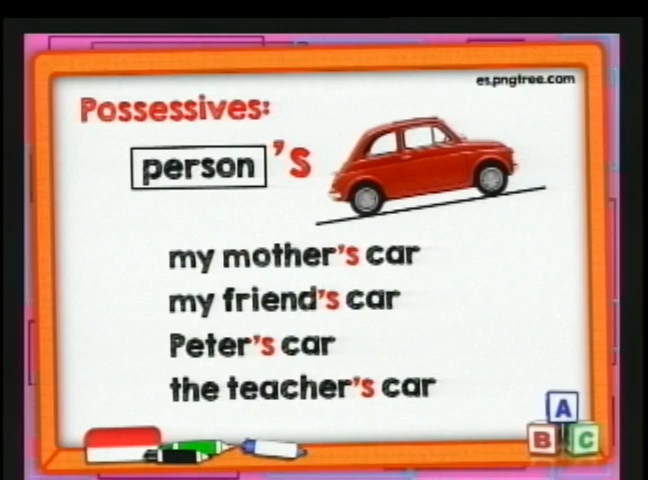 es.pngtree.com
Possessives:
person's
my mother's car
my friend's car
Peter's car
the teacher's car
A
B C